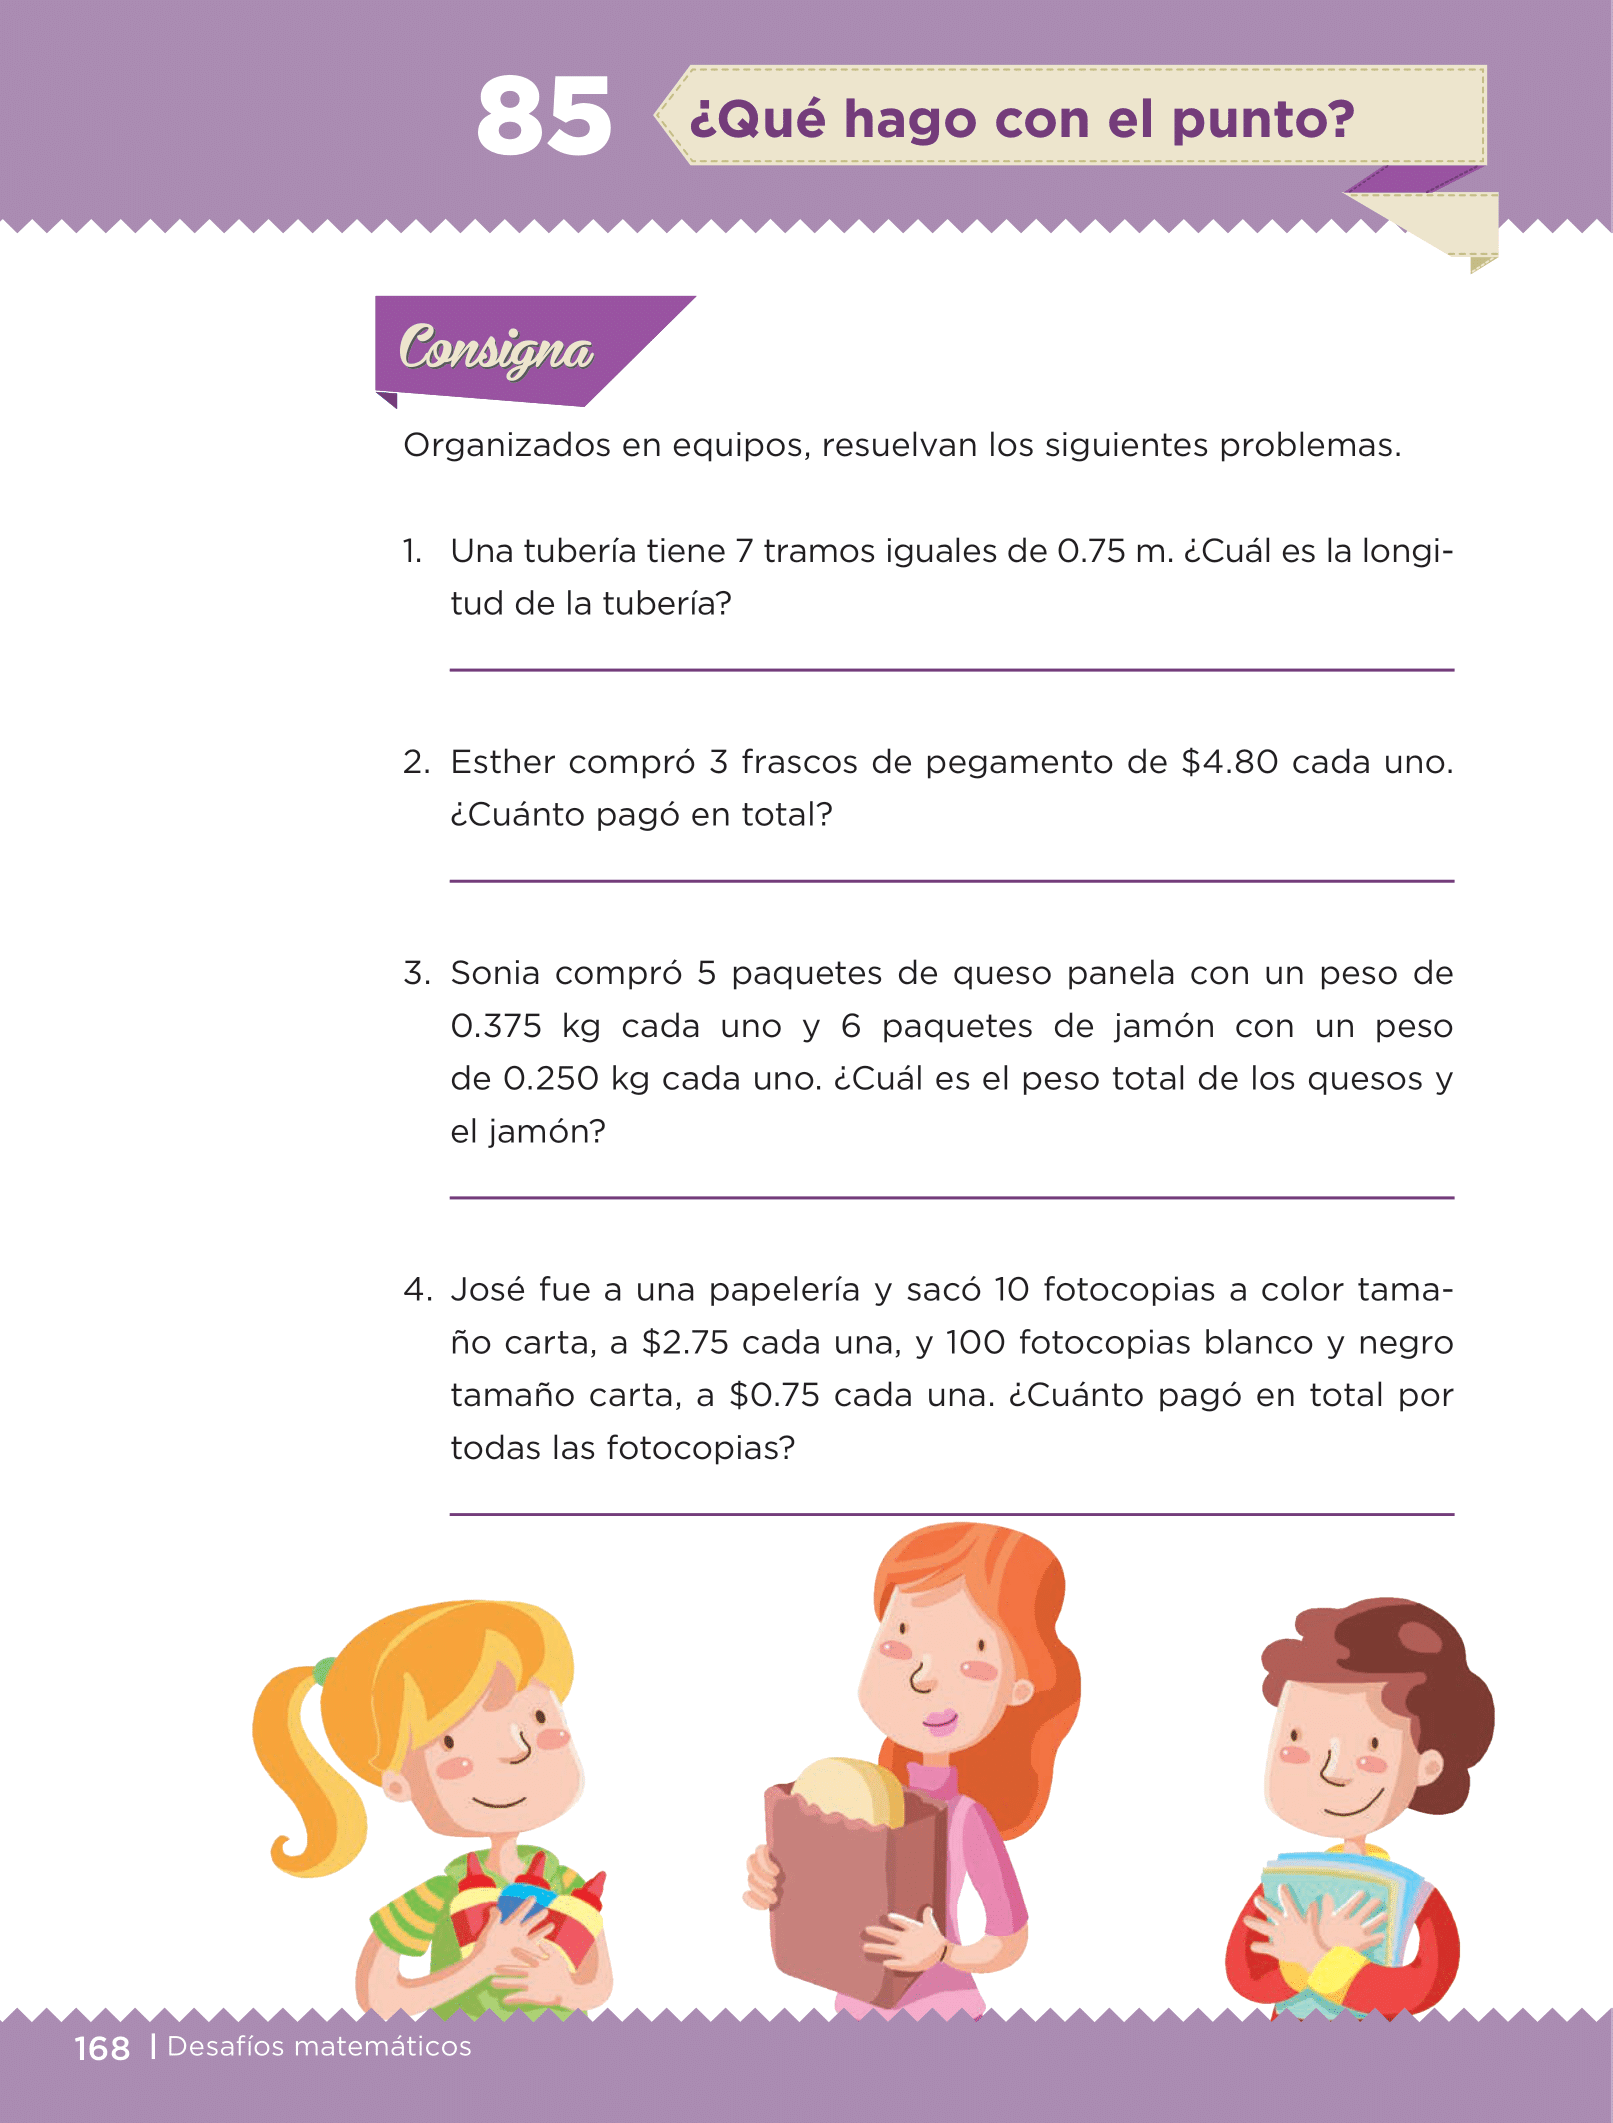 85
¿Qué hago con el punto?
Consigna
Organizados en equipos, resuelvan los siguientes problemas.
1. Una tubería tiene 7 tramos iguales de 0.75 m. ¿Cuál es la longi-
tud de la tubería?
2. Esther compró 3 frascos de pegamento de $4.80 cada uno.
¿Cuánto pagó en total?
3. Sonia compró 5 paquetes de queso panela con un peso de
0.375 kg cada uno y 6 paquetes de jamón con un peso
de 0.250 kg cada uno. ¿Cuál es el peso total de los quesos y
el jamón?
4. José fue a una papelería y sacó 10 fotocopias a color tama-
ño carta, a $2.75 cada una, y 100 fotocopias blanco y negro
tamaño carta, a $0.75 cada una. ¿Cuánto pagó en total por
todas las fotocopias?
168 | Desafíos matemáticos